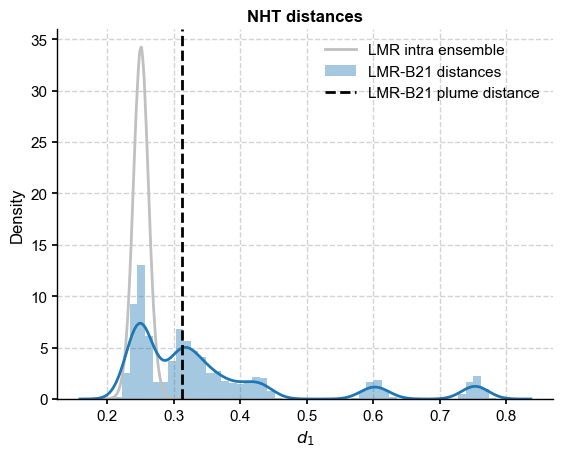 NHT distances
LMR intra ensemble
LMR-B21 distances
LMR-B21 plume distance
Density
35
30
25
20
15
10
5
0
0.2 0.3 0.4 0.5 0.6 0.7 0.8
d₁